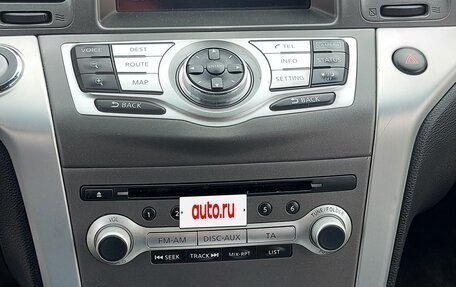 VOICE
DEST
TEL
ROUTE
INFO
STATUS
MAP
SETTING
BACK
ENTER
BACK
1
2
auto.ru
5
6
VOL
TUNE/FOLDER
FM-AM
DISC-AUX
TA
SEEK
TRACK
MIX-RPT
LIST